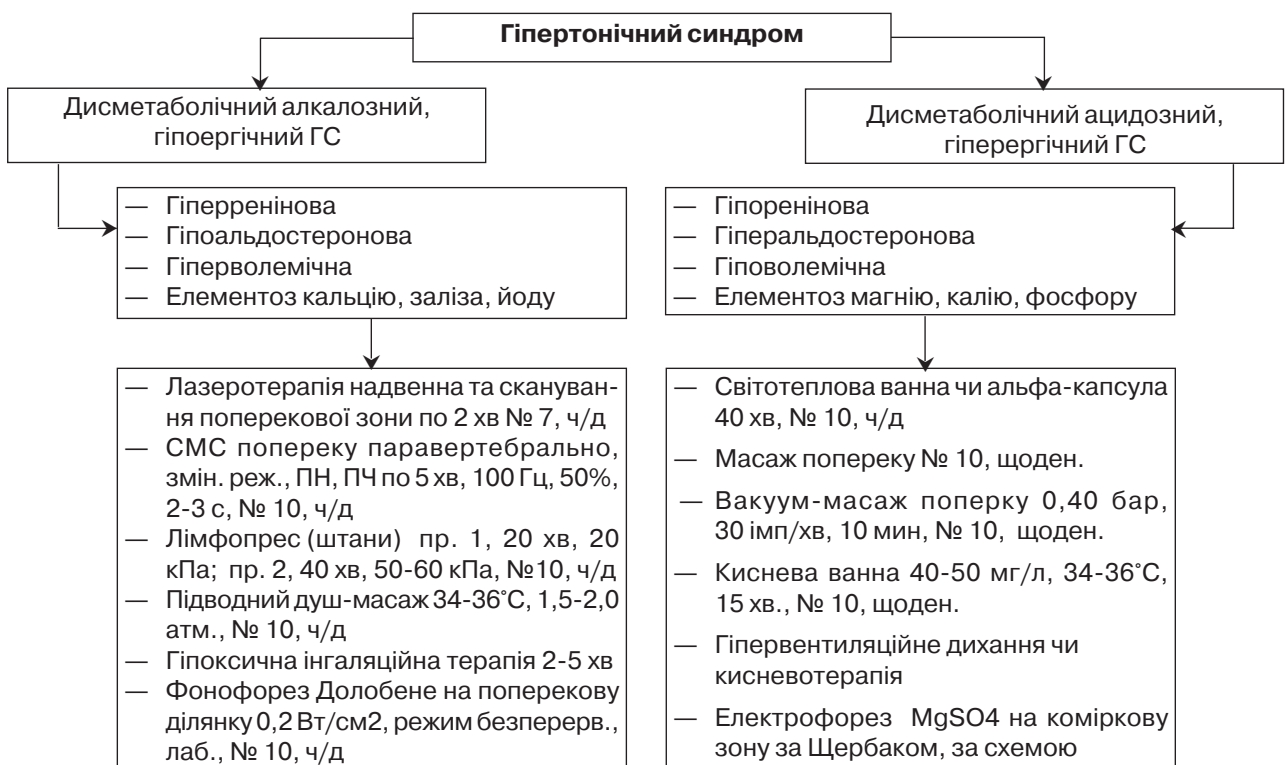 Гіпертонічний синдром
Дисметаболічний алкалозний,
гіпоергічний ГС
Дисметаболічний ацидозний,
гіперергічний ГС
— Гіперренінова
— Гіпоальдостеронова
— Гіперволемічна
— Елементоз кальцію, заліза, йоду
— Гіпоренінова
— Гіперальдостеронова
— Гіповолемічна
— Елементоз магнію, калію, фосфору
— Лазеротерапія надвенна та скануван-
ня поперекової зони по 2 хв № 7, ч/д
— СМС попереку паравертебрально,
змін. реж., ПН, ПЧ по 5 хв, 100 Гц, 50%,
2-3 с, № 10, ч/д
— Лімфопрес (штани) пр. 1, 20 хв, 20
кПа; пр. 2, 40 хв, 50-60 кПа, №10, ч/д
— Підводний душ-масаж 34-36°С, 1,5-2,0
атм., № 10, ч/д
— Гіпоксична інгаляційна терапія 2-5 хв
— Фонофорез Долобене на поперекову
ділянку 0,2 Вт/см2, режим безперерв.,
лаб., № 10, ч/д
— Світотеплова ванна чи альфа-капсула
40 хв, № 10, ч/д
— Масаж попереку № 10, щоден.
— Вакуум-масаж поперку 0,40 бар,
30 імп/хв, 10 мин, № 10, щоден.
— Киснева ванна 40-50 мг/л, 34-36°С,
15 хв., № 10, щоден.
— Гіпервентиляційне дихання чи
кисневотерапія
— Електрофорез MgSO4 на коміркову
зону за Щербаком, за схемою